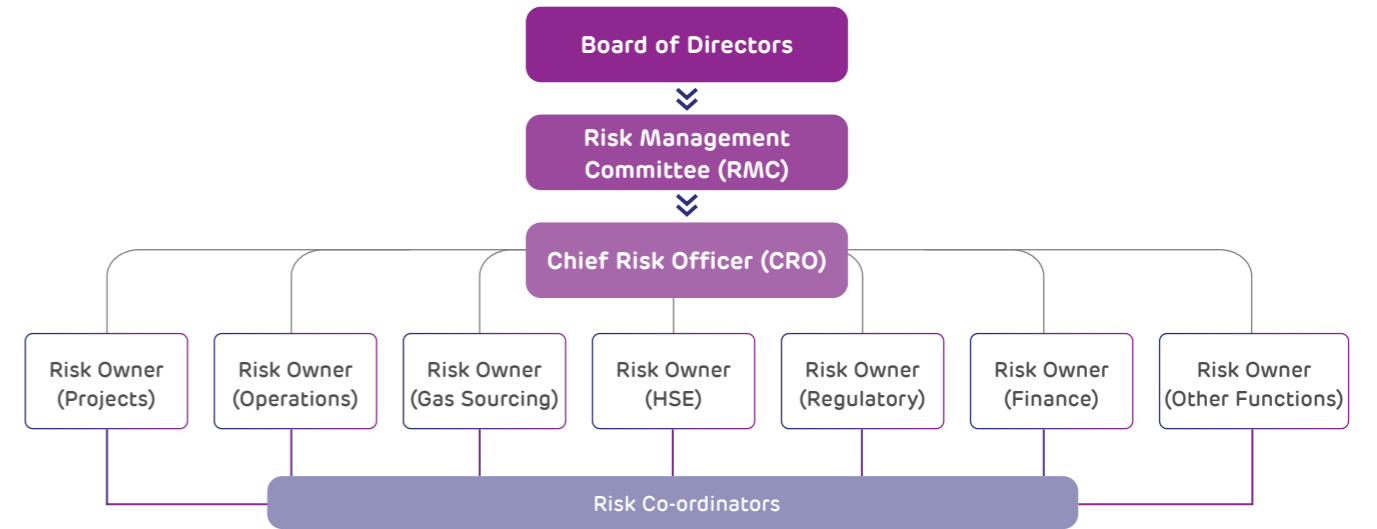 Board of Directors
Risk Management
Committee (RMC)
Chief Risk Officer (CRO)
Risk Owner
(Projects)
Risk Owner
(Operations)
Risk Owner
(Gas Sourcing)
Risk Owner
(HSE)
Risk Owner
(Regulatory)
Risk Owner
(Finance)
Risk Owner
(Other Functions)
Risk Co-ordinators